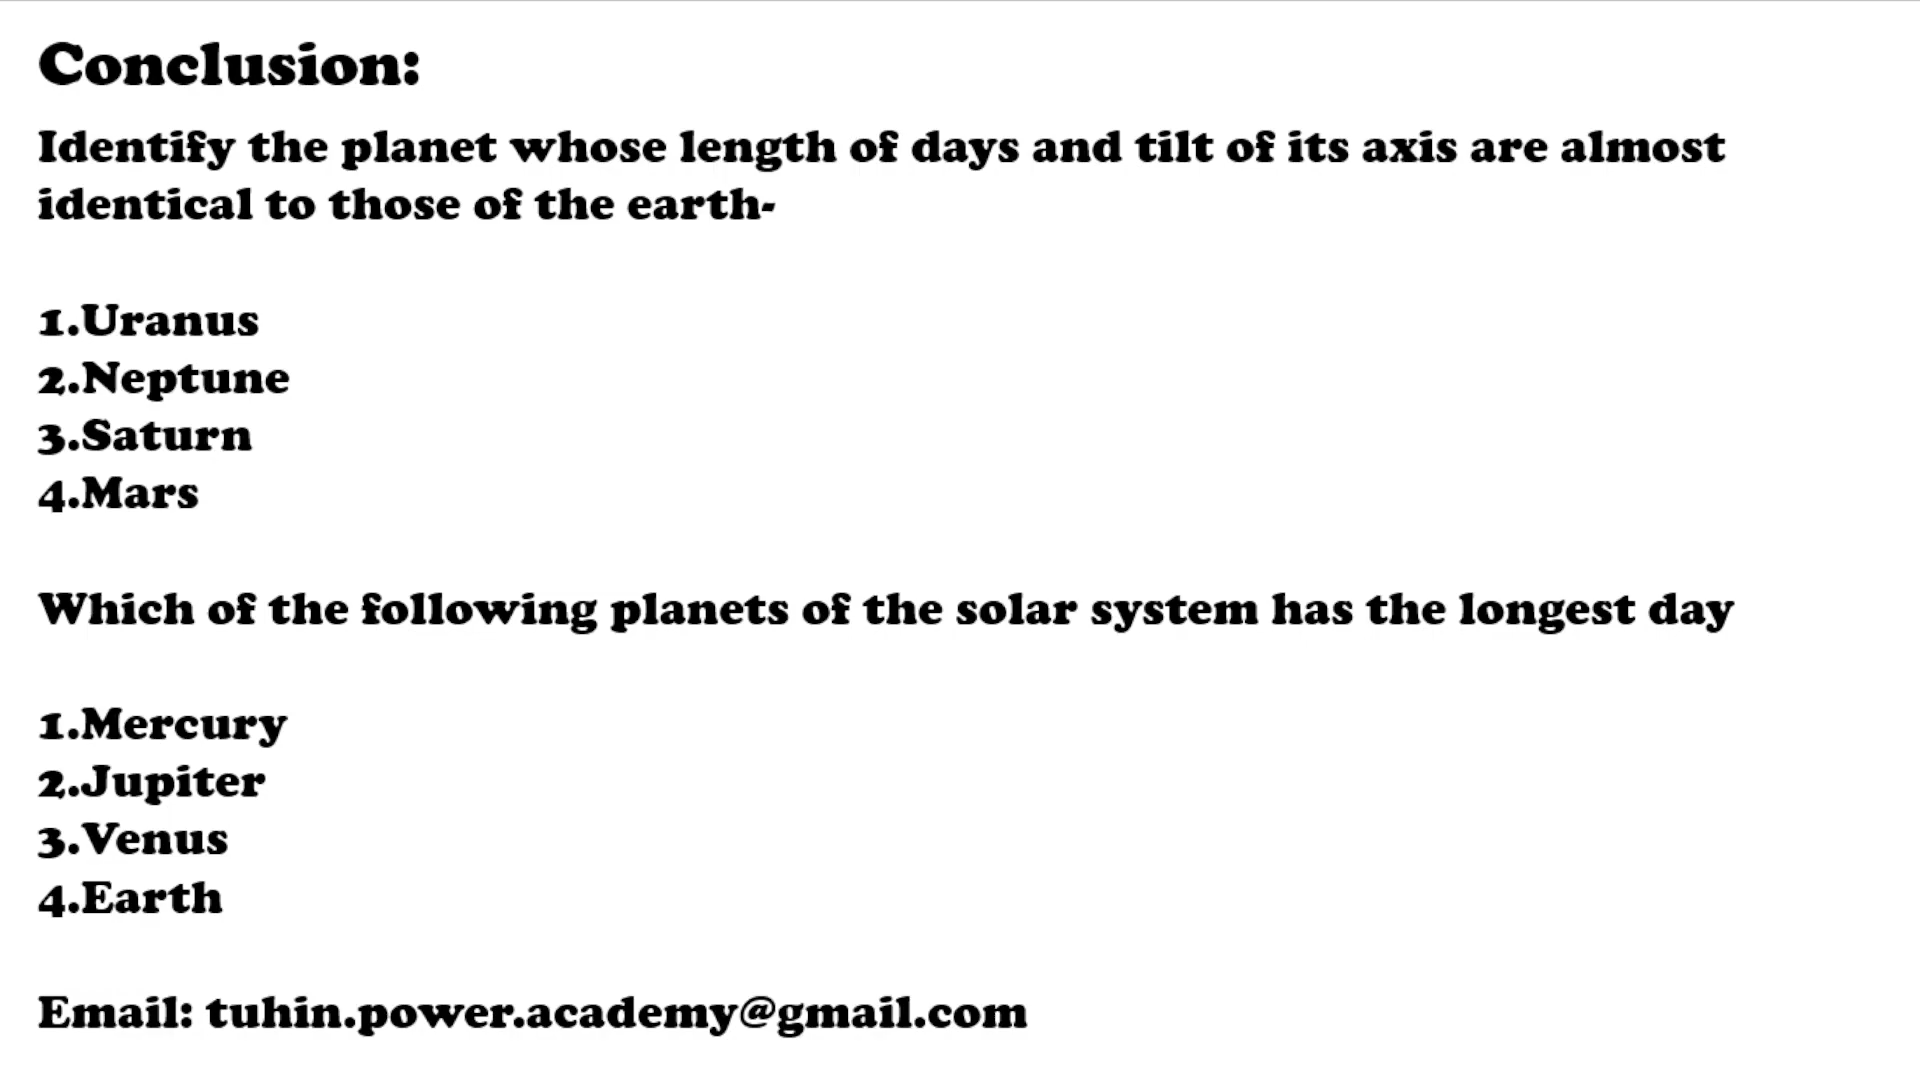 Conclusion:
Identify the planet whose length of days and tilt of its axis are almost
identical to those of the earth-
1.Uranus
2.Neptune
3.Saturn
4.Mars
Which of the following planets of the solar system has the longest day
1.Mercury
2.Jupiter
3.Venus
4.Earth
Email: tuhin.power.academy@gmail.com